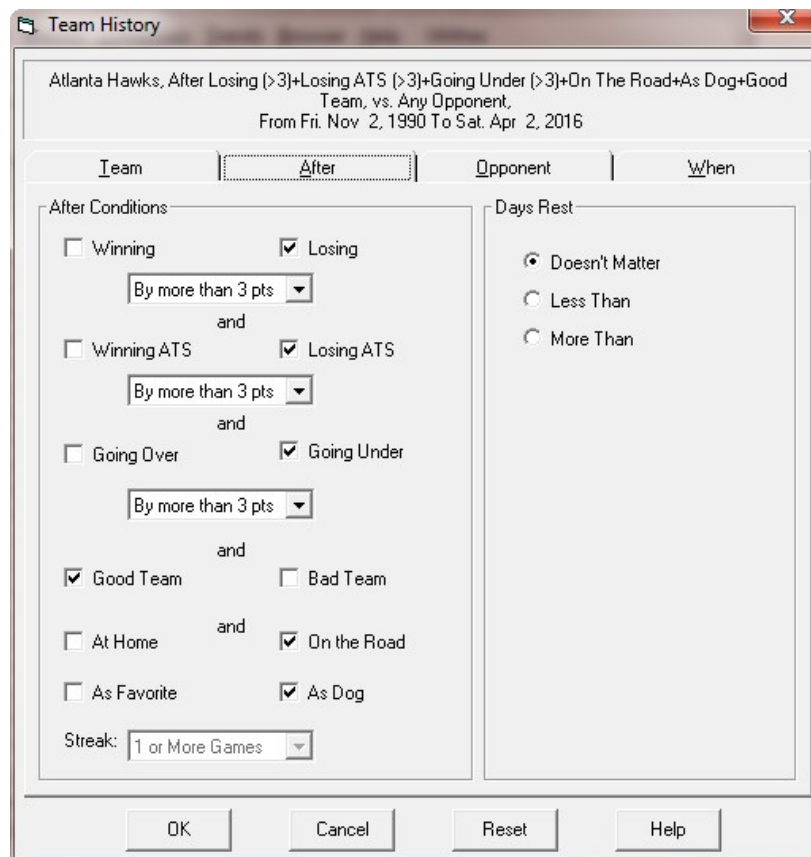 Team History
Atlanta Hawks, After Losing (>3)+Losing ATS (>3)+Going Under (>3)+On The Road+As Dog+Good
Team, vs. Any Opponent,
From Fri. Nov 2, 1990 To Sat. Apr 2, 2016
Team After Opponent When
After Conditions
Winning Losing
By more than 3 pts
and
Winning ATS Losing ATS
By more than 3 pts
and
Going Over Going Under
By more than 3 pts
and
Good Team Bad Team
and
At Home On the Road
As Favorite As Dog
Streak: 1 or More Games
Days Rest
Doesn't Matter
Less Than
More Than
OK Cancel Reset Help